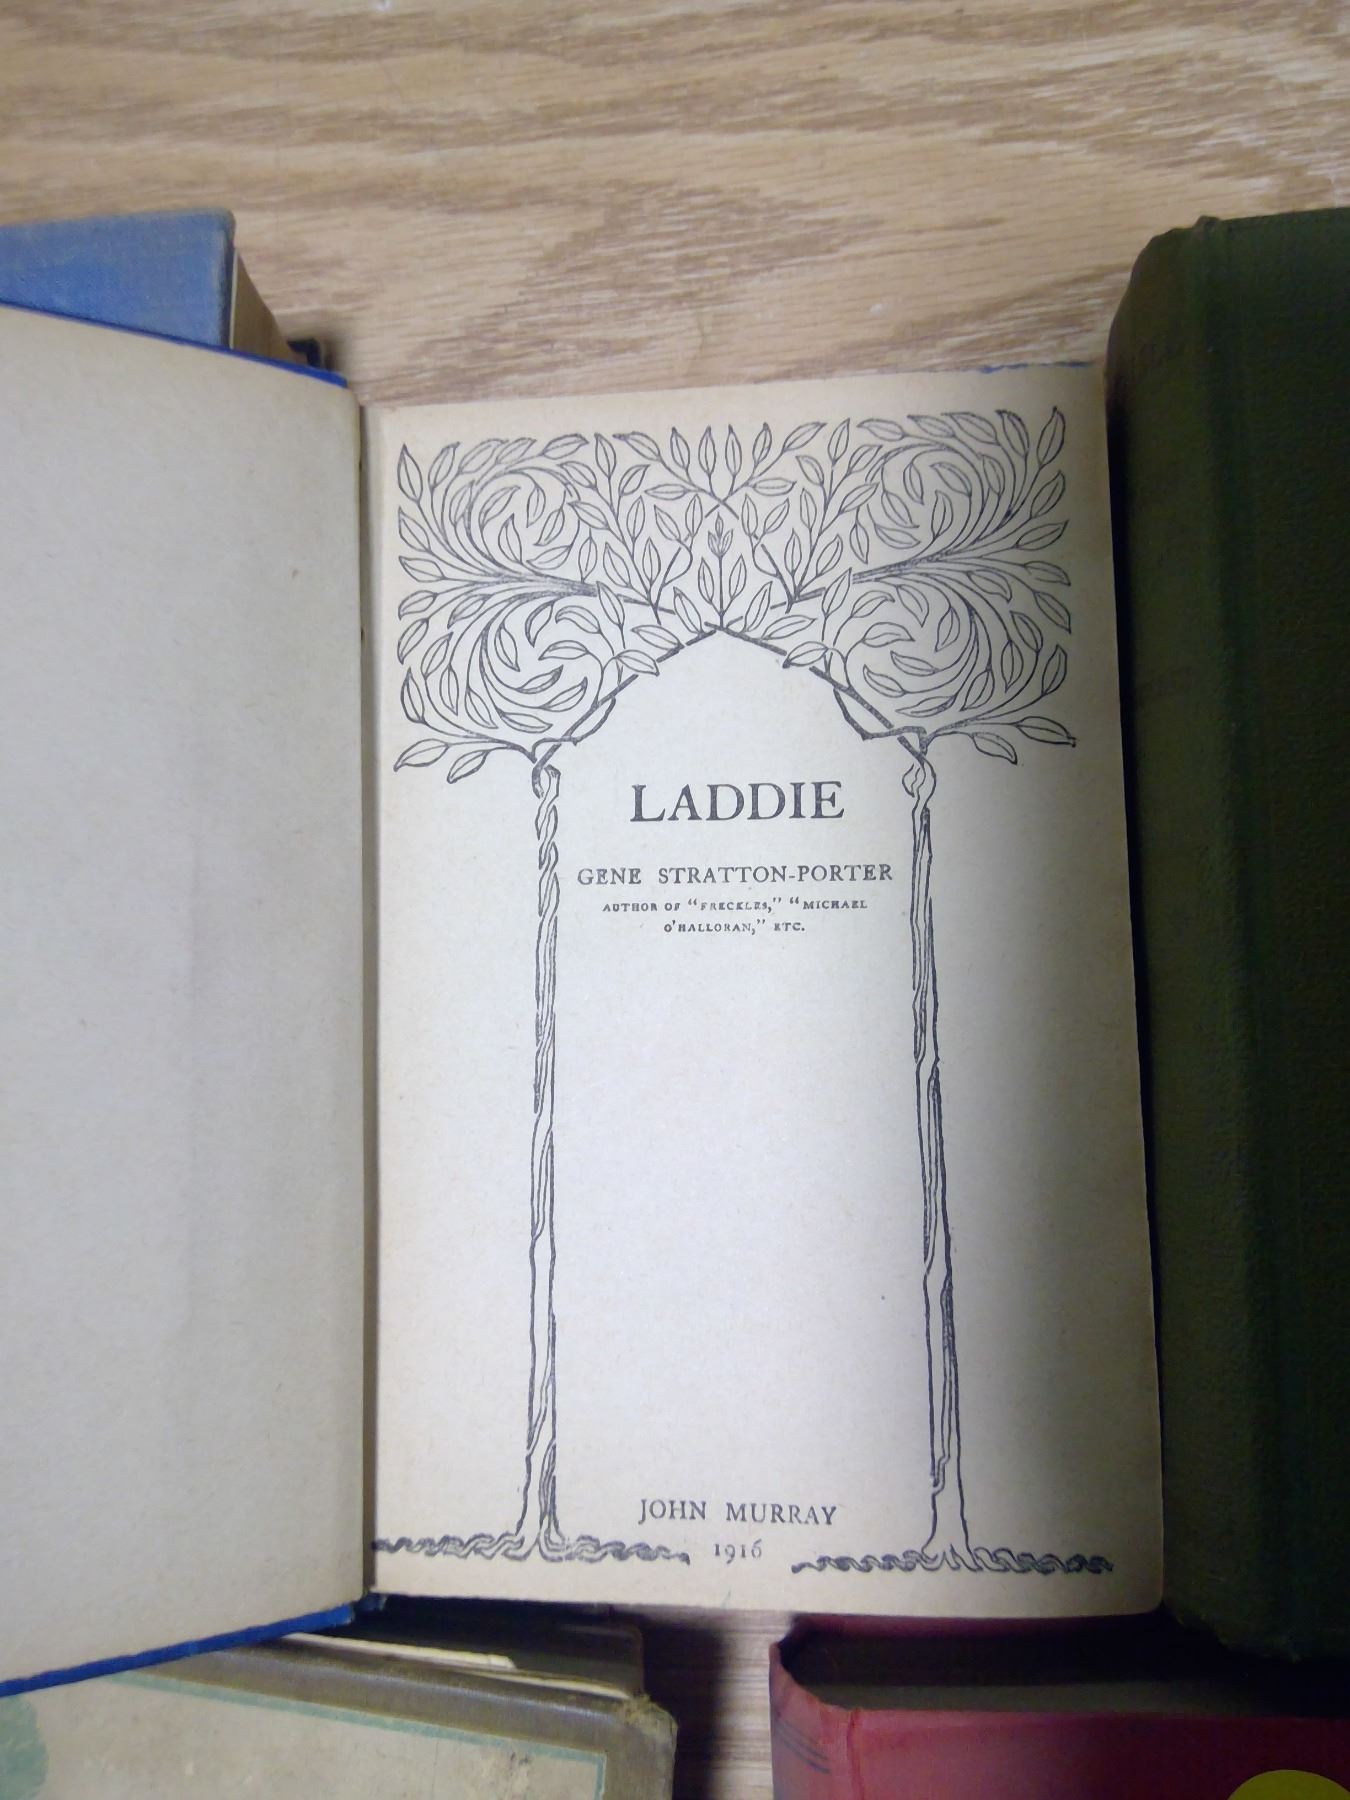 LADDIE
GENE STRATTON-PORTER
AUTHOR OF "FRECKLES," "MICHAEL
O'HALLORAN," ETC.
JOHN MURRAY
1916